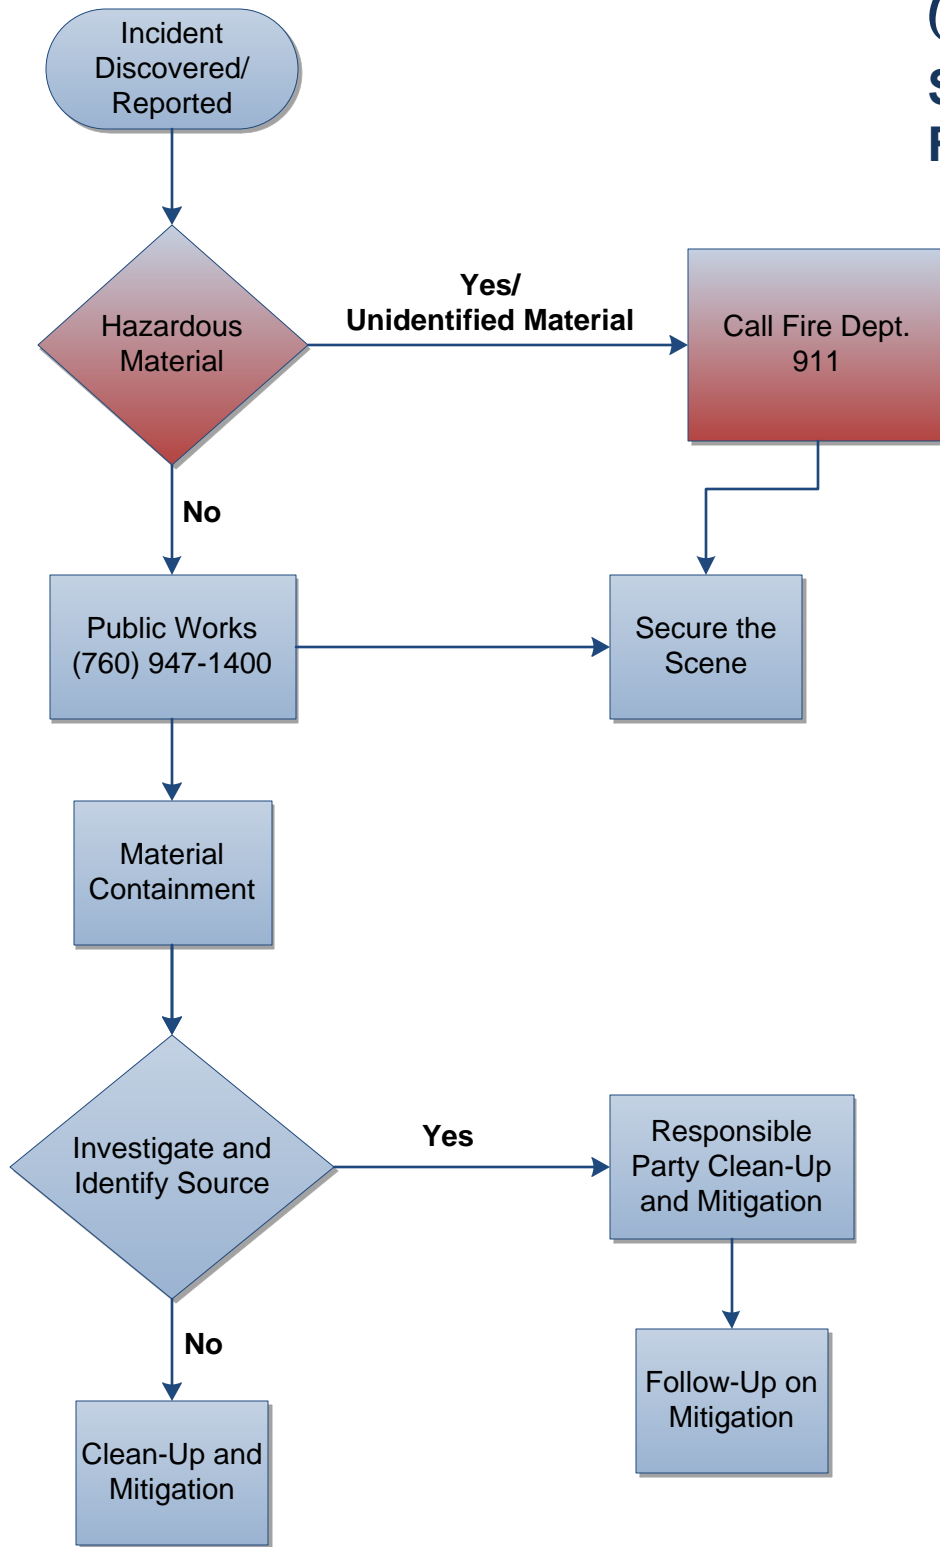 Incident
Discovered/
Reported
(
S
Hazardous
Material
Yes/
Unidentified Material
Call Fire Dept.
911
No
Public Works
(760) 947-1400
Secure the
Scene
Material
Containment
Investigate and
Identify Source
Yes
Responsible
Party Clean-Up
and Mitigation
No
Follow-Up on
Mitigation
Clean-Up and
Mitigation